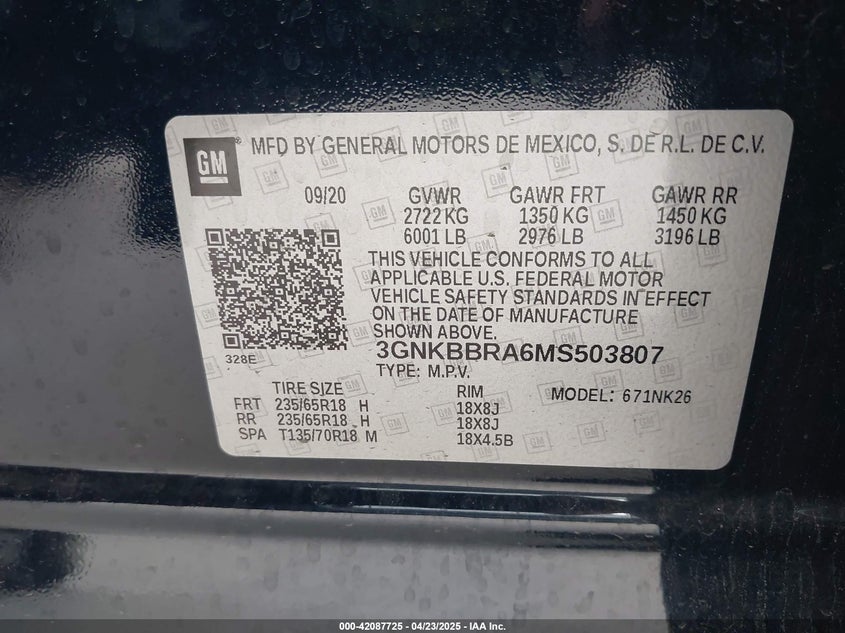 GM
MFD BY GENERAL MOTORS DE MEXICO, S. DE R.L. DE C.V.
09/20 GVWR GAWR FRT GAWR RR
2722 KG 1350 KG 1450 KG
6001 LB 2976 LB 3196 LB
THIS VEHICLE CONFORMS TO ALL
APPLICABLE U.S. FEDERAL MOTOR
VEHICLE SAFETY STANDARDS IN EFFECT
ON THE DATE OF MANUFACTURE
SHOWN ABOVE.
328E
3GNKBBRA6MS503807
TYPE: M.P.V.
TIRE SIZE RIM MODEL: 671NK26
FRT 235/65R18 H 18X8J
RR 235/65R18 H 18X8J
SPA T135/70R18 M 18X4.5B
000-42087725 - 04/23/2025 - IAA Inc.